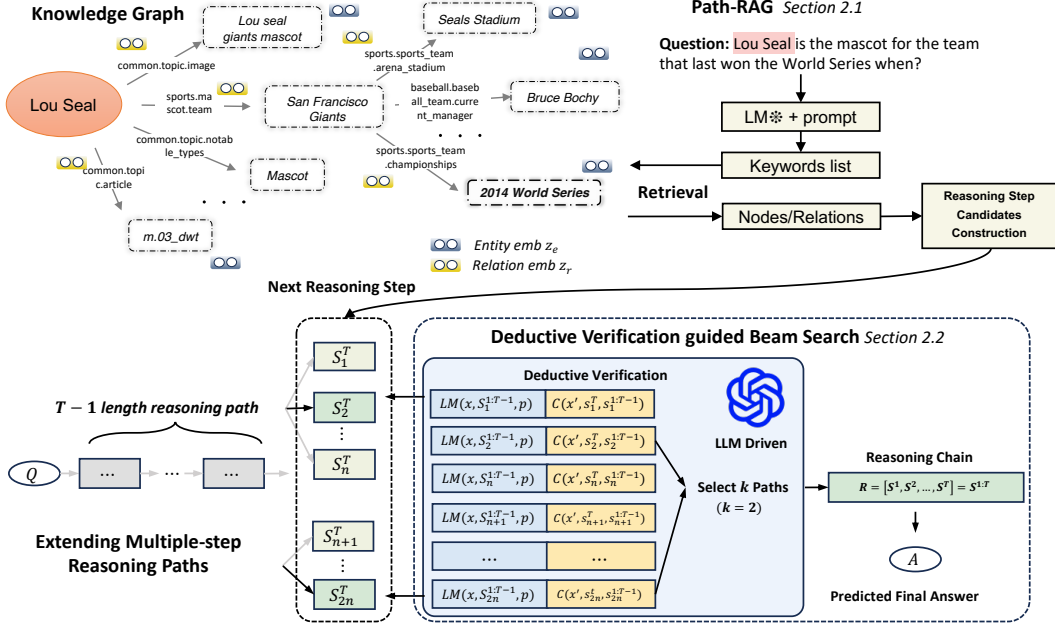 Knowledge Graph
Lou Seal
common.topic.image
Lou seal
giants mascot
sports.ma
scot.team
San Francisco
Giants
common.topic.notab
le_types
Mascot
common.topi
c.article
m.03_dwt
. . .
sports.sports_team
.arena_stadium
Seals Stadium
baseball.baseb
all_team.curre
nt_manager
Bruce Bochy
. . .
sports.sports_team
.championships
2014 World Series
Entity emb z_e
Relation emb z_r
Path-RAG Section 2.1
Question: Lou Seal is the mascot for the team
that last won the World Series when?
LM❊ + prompt
Keywords list
Retrieval
Nodes/Relations
Reasoning Step
Candidates
Construction
Next Reasoning Step
S_1^T
S_2^T
⋮
S_n^T
S_{n+1}^T
⋮
S_{2n}^T
T − 1 length reasoning path
Q
...
...
...
Extending Multiple-step
Reasoning Paths
Deductive Verification guided Beam Search Section 2.2
Deductive Verification
LM(x, S_1^{1:T−1}, p) C(x′, s_1^T, s_1^{1:T−1})
LM(x, S_2^{1:T−1}, p) C(x′, s_2^T, s_2^{1:T−1})
LM(x, S_n^{1:T−1}, p) C(x′, s_n^T, s_n^{1:T−1})
LM(x, S_{n+1}^{1:T−1}, p) C(x′, s_{n+1}^T, s_{n+1}^{1:T−1})
... ...
LM(x, S_{2n}^{1:T−1}, p) C(x′, s_{2n}^t, s_{2n}^{1:T−1})
LLM Driven
Select k Paths
(k = 2)
Reasoning Chain
R = [S^1, S^2, ..., S^T] = S^{1:T}
A
Predicted Final Answer